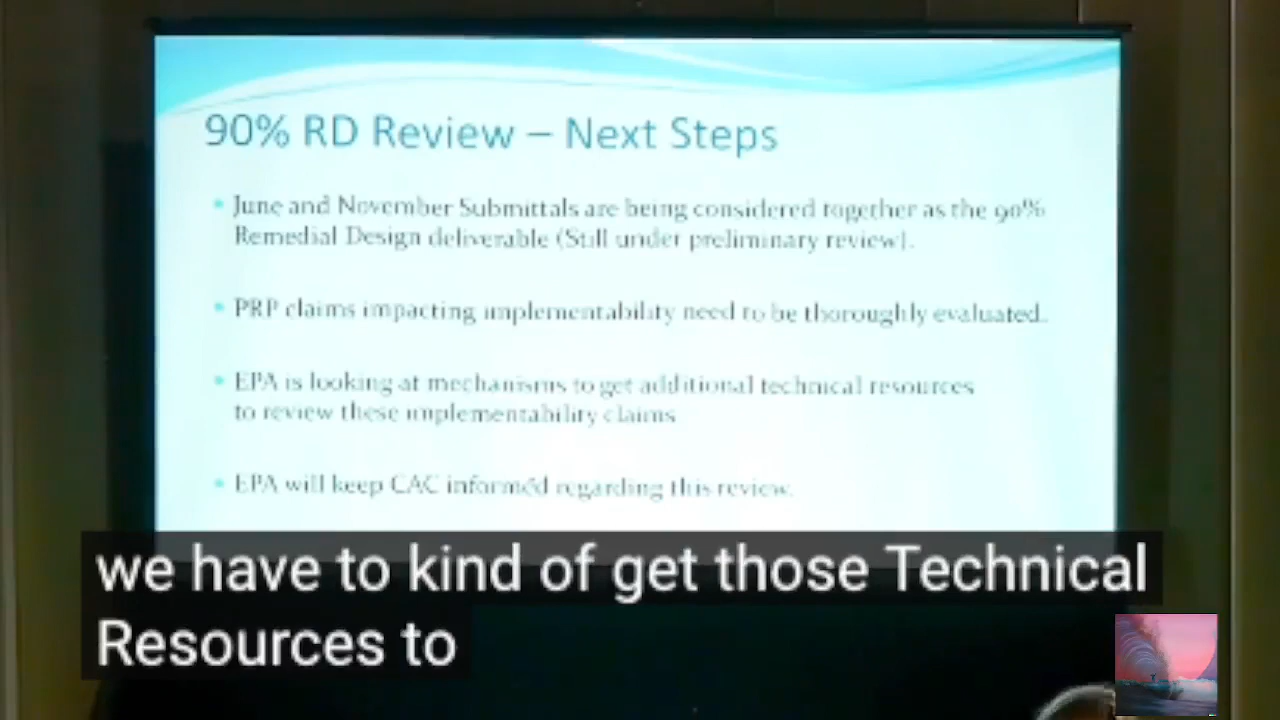 90% RD Review – Next Steps
• June and November Submittals are being considered together as the 90%
Remedial Design deliverable (Still under preliminary review).
• PRP claims impacting implementability need to be thoroughly evaluated.
• EPA is looking at mechanisms to get additional technical resources
to review these implementability claims
• EPA will keep CAC informed regarding this review.
we have to kind of get those Technical
Resources to